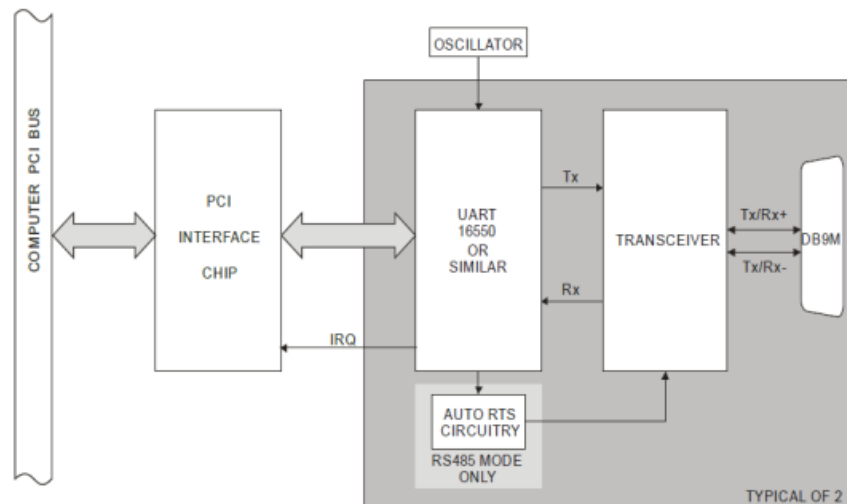 OSCILLATOR
COMPUTER PCI BUS
PCI
INTERFACE
CHIP
UART
16550
OR
SIMILAR
Tx
Rx
TRANSCEIVER
Tx/Rx+
Tx/Rx-
DB9M
IRQ
AUTO RTS
CIRCUITRY
RS485 MODE
ONLY
TYPICAL OF 2